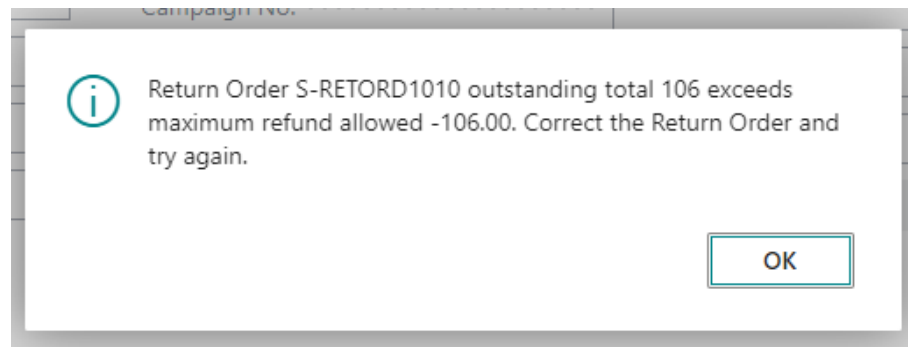 Campaign No.
Return Order S-RETORD1010 outstanding total 106 exceeds
maximum refund allowed -106.00. Correct the Return Order and
try again.
OK